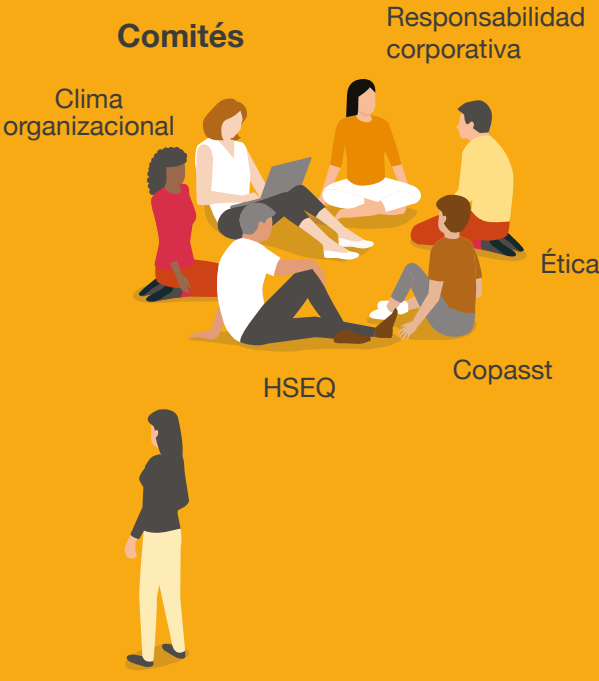 Comités
Responsabilidad
corporativa
Clima
organizacional
Ética
Copasst
HSEQ